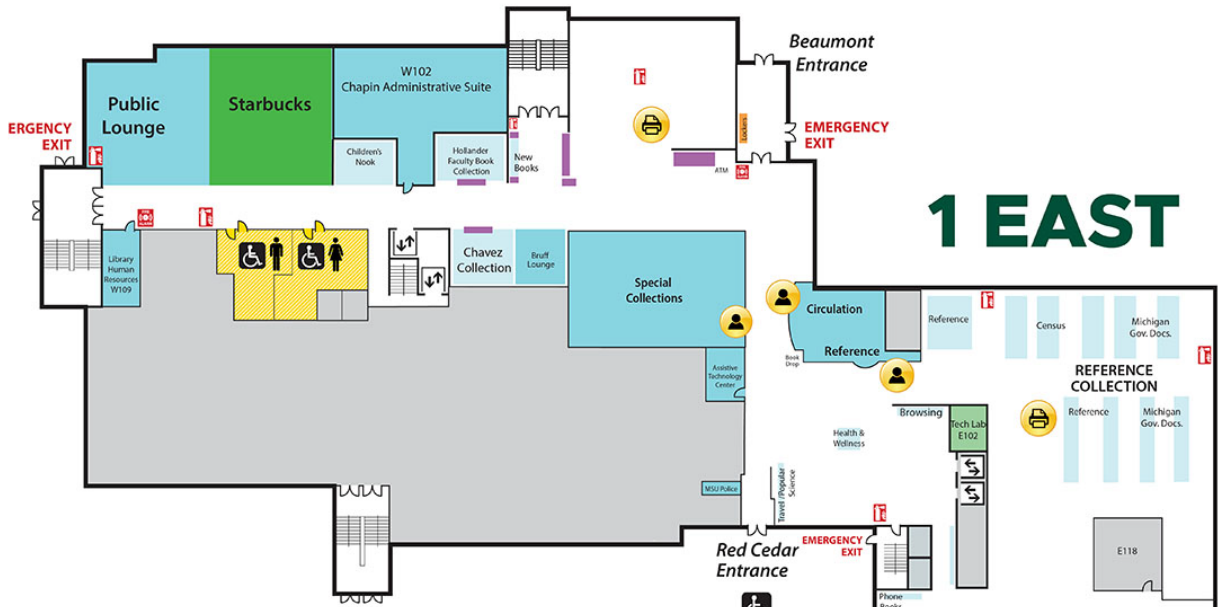 Beaumont
Entrance
W102
Chapin Administrative Suite
Public
Lounge
Starbucks
ERGENCY
EXIT
Lockers
EMERGENCY
EXIT
Children's
Nook
Hollander
Faculty Book
Collection
New
Books
ATM
1 EAST
Library
Human
Resources
W109
Chavez
Collection
Bruff
Lounge
Special
Collections
Circulation
Reference
Book
Drop
Reference
Census
Michigan
Gov. Docs.
REFERENCE
COLLECTION
Assistive
Technology
Center
Browsing
Tech Lab
E102
Reference
Michigan
Gov. Docs.
Health &
Wellness
MSU Police
Travel /Popular
Science
Red Cedar
Entrance
EMERGENCY
EXIT
E118
Phone
Books